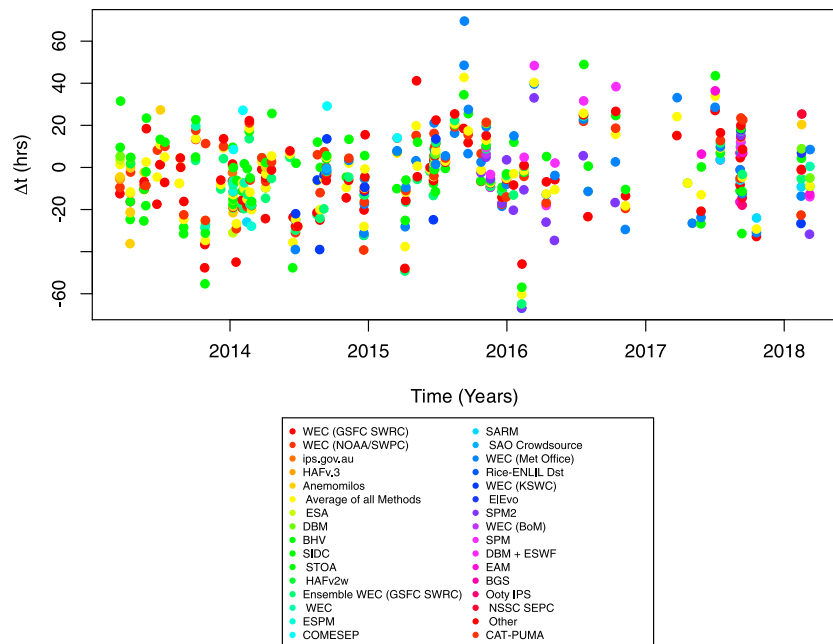 60
40
20
0
-20
-60
Δt (hrs)
2014
2015
2016
2017
2018
Time (Years)
WEC (GSFC SWRC)
WEC (NOAA/SWPC)
ips.gov.au
HAFv.3
Anemomilos
Average of all Methods
ESA
DBM
BHV
SIDC
STOA
HAFv2w
Ensemble WEC (GSFC SWRC)
WEC
ESPM
COMESEP
SARM
SAO Crowdsource
WEC (Met Office)
Rice-ENLIL Dst
WEC (KSWC)
ElEvo
SPM2
WEC (BoM)
SPM
DBM + ESWF
EAM
BGS
Ooty IPS
NSSC SEPC
Other
CAT-PUMA